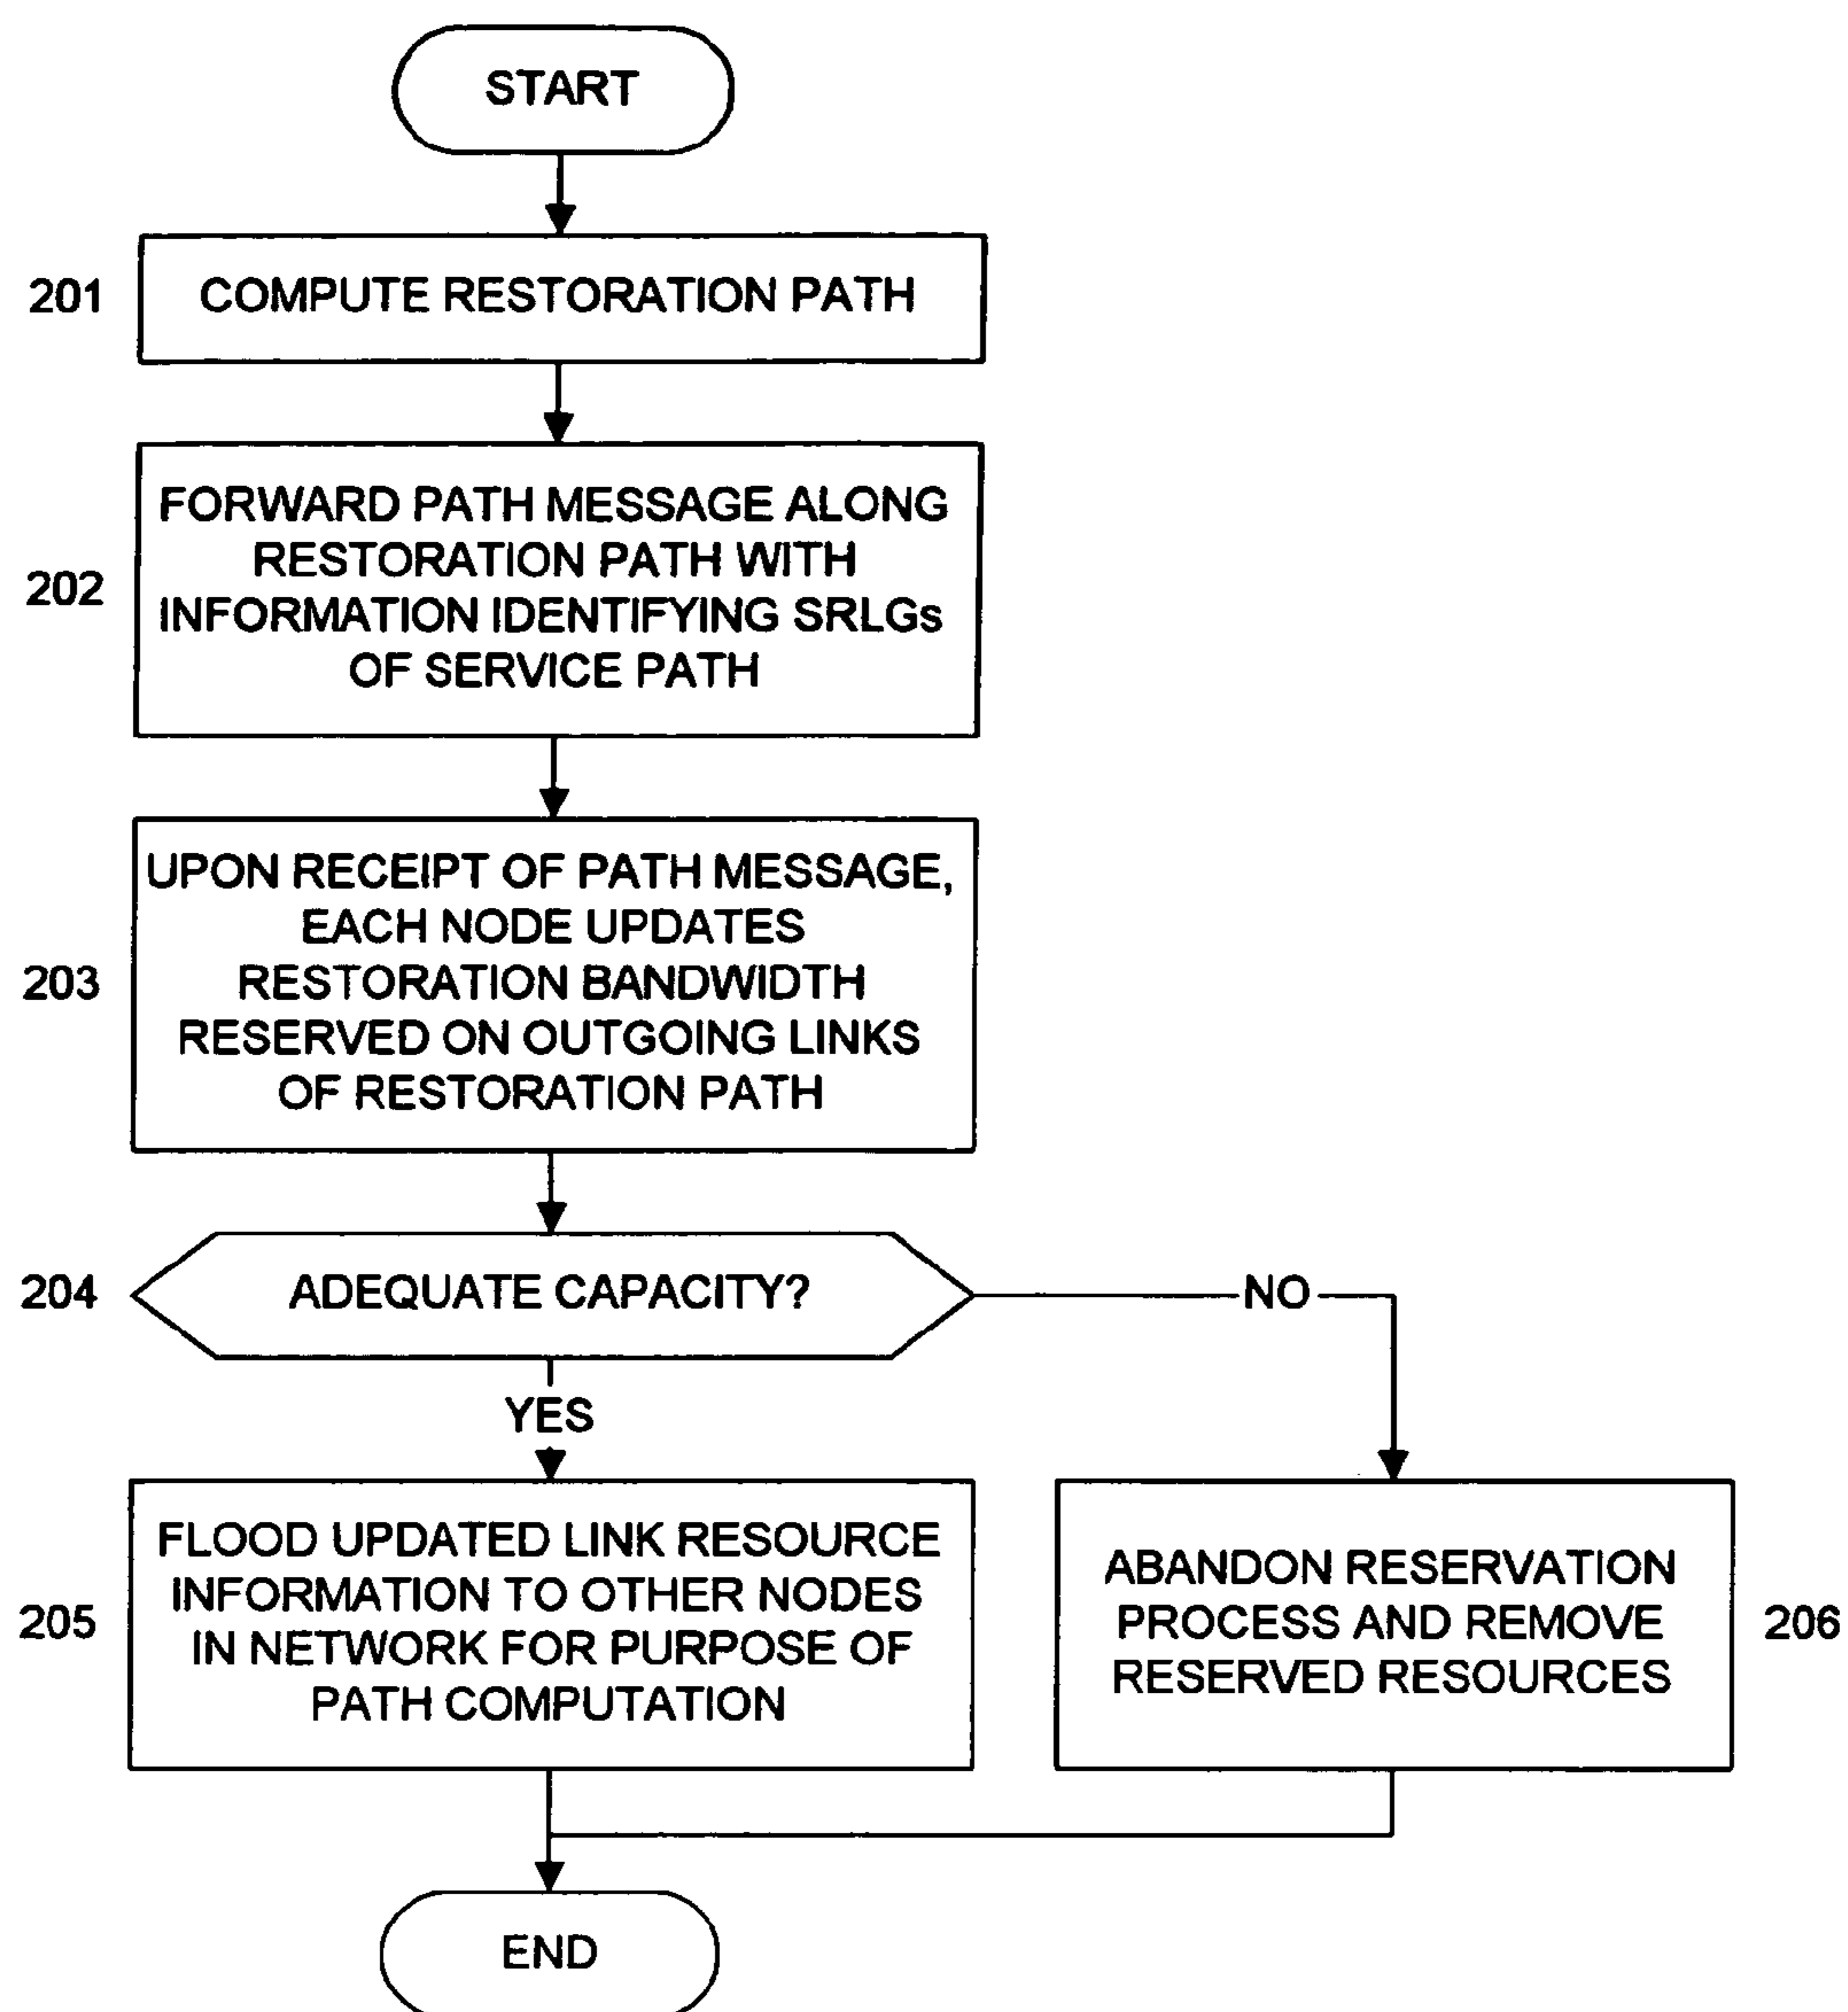 START
201
COMPUTE RESTORATION PATH
202
FORWARD PATH MESSAGE ALONG
RESTORATION PATH WITH
INFORMATION IDENTIFYING SRLGs
OF SERVICE PATH
203
UPON RECEIPT OF PATH MESSAGE,
EACH NODE UPDATES
RESTORATION BANDWIDTH
RESERVED ON OUTGOING LINKS
OF RESTORATION PATH
204
ADEQUATE CAPACITY?
NO
YES
205
FLOOD UPDATED LINK RESOURCE
INFORMATION TO OTHER NODES
IN NETWORK FOR PURPOSE OF
PATH COMPUTATION
ABANDON RESERVATION
PROCESS AND REMOVE
RESERVED RESOURCES
206
END